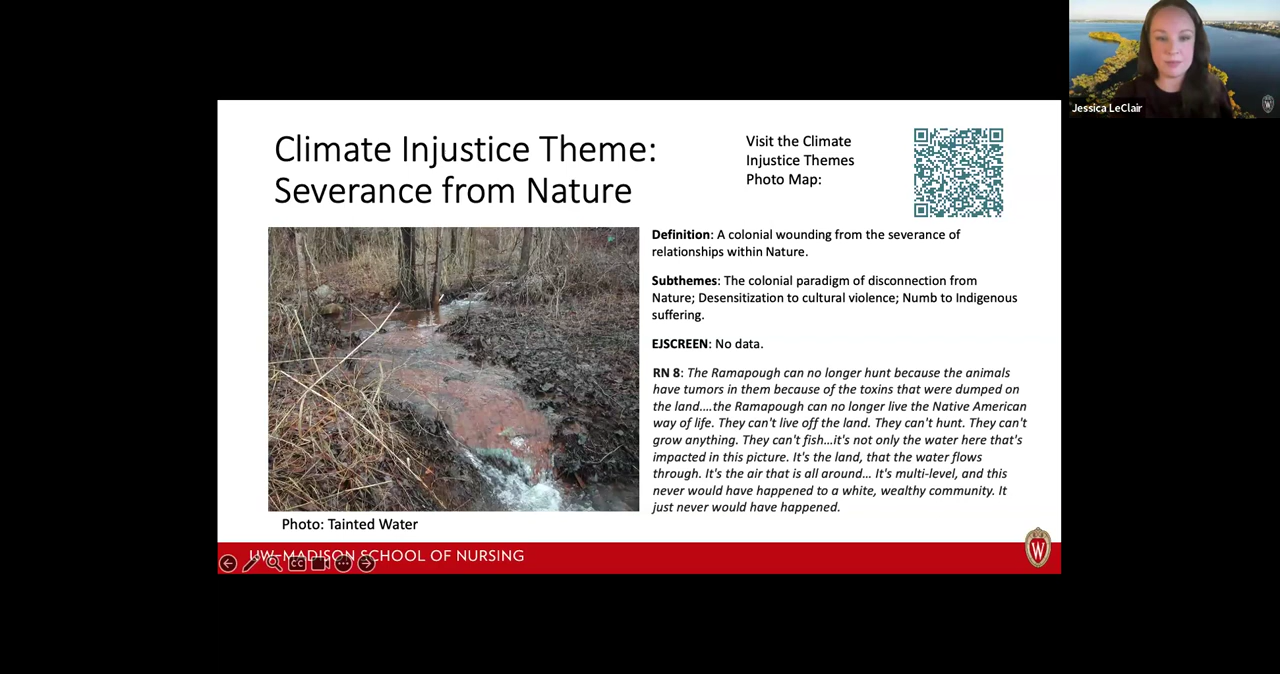 Jessica LeClair
Climate Injustice Theme:
Severance from Nature
Visit the Climate
Injustice Themes
Photo Map:
Definition: A colonial wounding from the severance of
relationships within Nature.
Subthemes: The colonial paradigm of disconnection from
Nature; Desensitization to cultural violence; Numb to Indigenous
suffering.
EJSCREEN: No data.
RN 8: The Ramapough can no longer hunt because the animals
have tumors in them because of the toxins that were dumped on
the land....the Ramapough can no longer live the Native American
way of life. They can't live off the land. They can't hunt. They can't
grow anything. They can't fish...it's not only the water here that's
impacted in this picture. It's the land, that the water flows
through. It's the air that is all around... It's multi-level, and this
never would have happened to a white, wealthy community. It
just never would have happened.
Photo: Tainted Water
UW-MADISON SCHOOL OF NURSING
CC
W